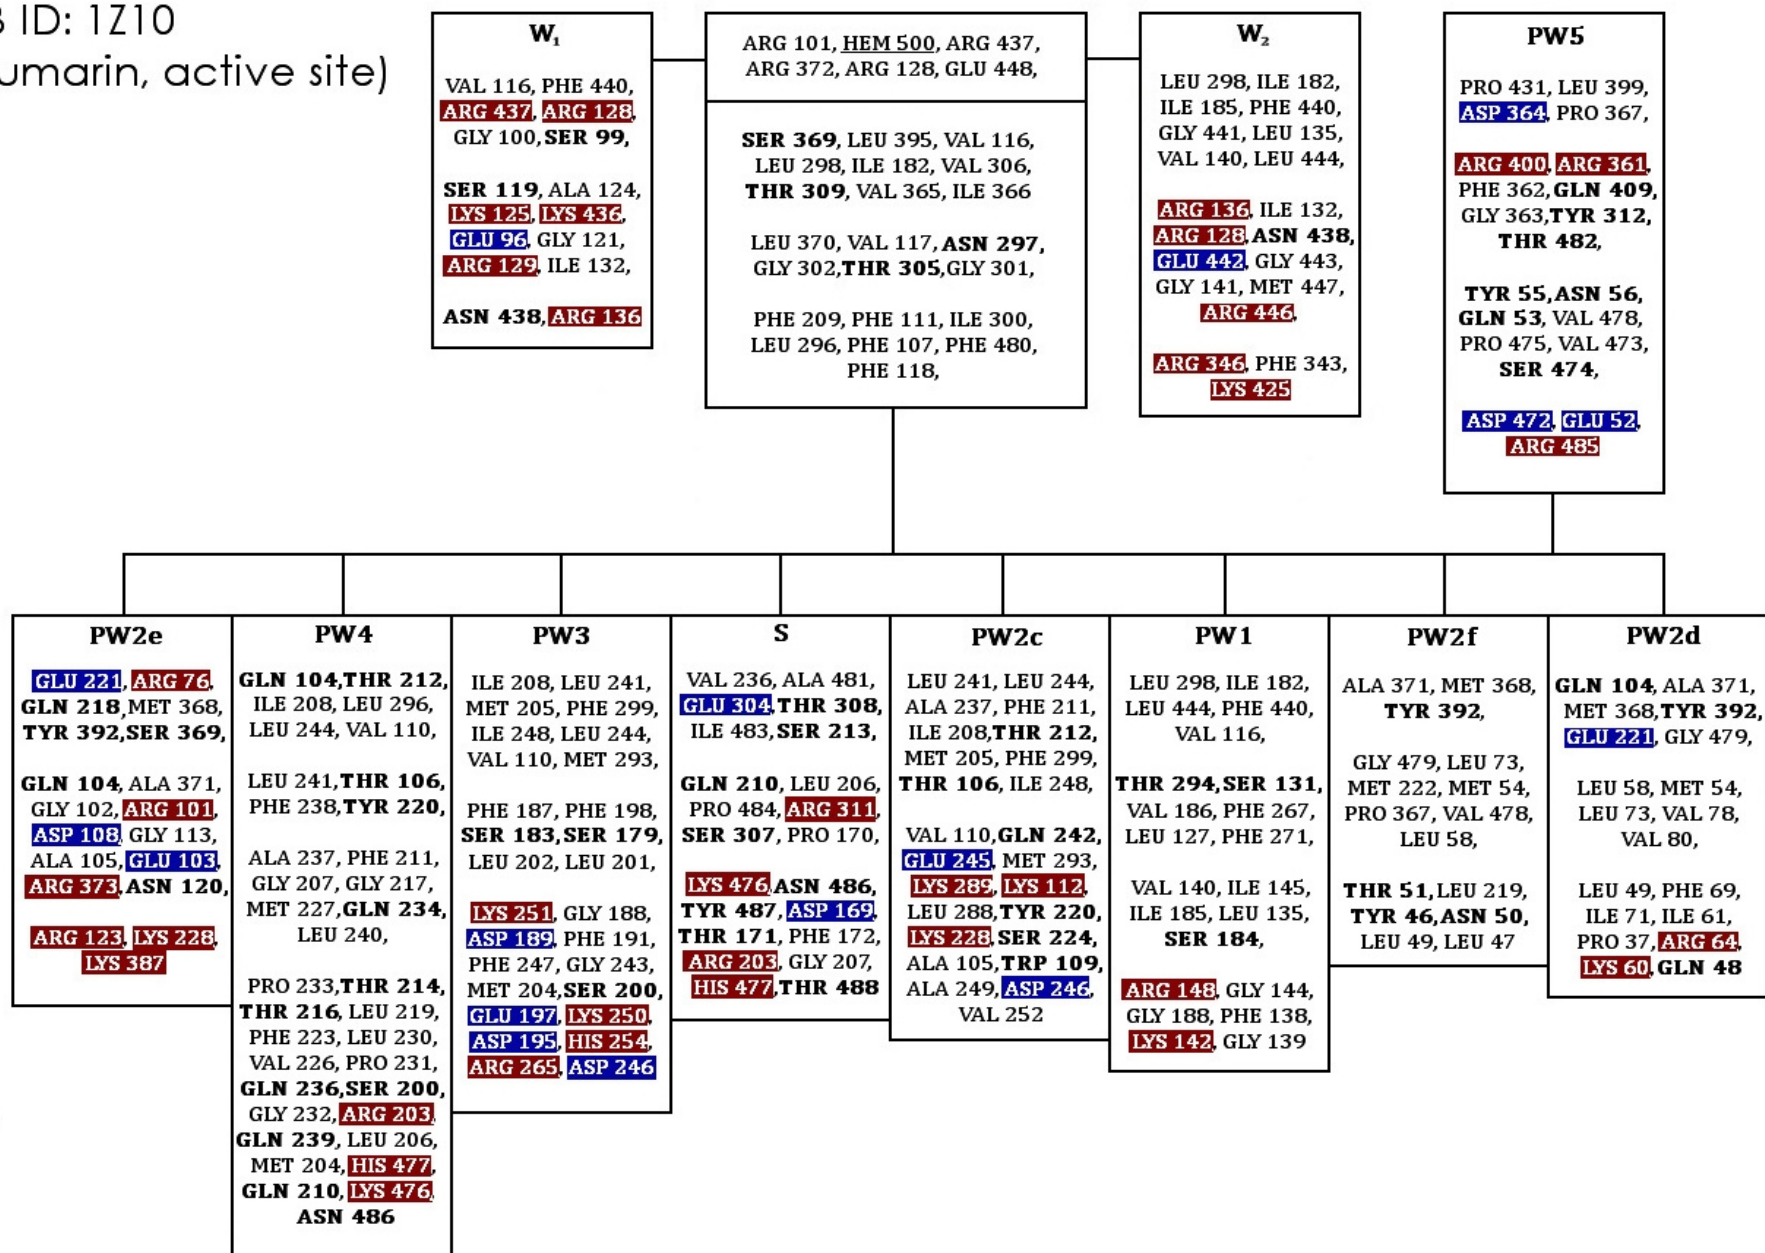 ID: 1Z10
umarin, active site)
W1
VAL 116, PHE 440,
ARG 437, ARG 128,
GLY 100, SER 99,
SER 119, ALA 124,
LYS 125, LYS 436,
GLU 96, GLY 121,
ARG 129, ILE 132,
ASN 438, ARG 136
ARG 101, HEM 500, ARG 437,
ARG 372, ARG 128, GLU 448,
SER 369, LEU 395, VAL 116,
LEU 298, ILE 182, VAL 306,
THR 309, VAL 365, ILE 366
LEU 370, VAL 117, ASN 297,
GLY 302, THR 305, GLY 301,
PHE 209, PHE 111, ILE 300,
LEU 296, PHE 107, PHE 480,
PHE 118,
W2
LEU 298, ILE 182,
ILE 185, PHE 440,
GLY 441, LEU 135,
VAL 140, LEU 444,
ARG 136, ILE 132,
ARG 128, ASN 438,
GLU 442, GLY 443,
GLY 141, MET 447,
ARG 446,
ARG 346, PHE 343,
LYS 425
PW5
PRO 431, LEU 399,
ASP 364, PRO 367,
ARG 400, ARG 361,
PHE 362, GLN 409,
GLY 363, TYR 312,
THR 482,
TYR 55, ASN 56,
GLN 53, VAL 478,
PRO 475, VAL 473,
SER 474,
ASP 472, GLU 52,
ARG 485
PW2e
GLU 221, ARG 76,
GLN 218, MET 368,
TYR 392, SER 369,
GLN 104, ALA 371,
GLY 102, ARG 101,
ASP 108, GLY 113,
ALA 105, GLU 103,
ARG 373, ASN 120,
ARG 123, LYS 228,
LYS 387
PW4
GLN 104, THR 212,
ILE 208, LEU 296,
LEU 244, VAL 110,
LEU 241, THR 106,
PHE 238, TYR 220,
ALA 237, PHE 211,
GLY 207, GLY 217,
MET 227, GLN 234,
LEU 240,
PRO 233, THR 214,
THR 216, LEU 219,
PHE 223, LEU 230,
VAL 226, PRO 231,
GLN 236, SER 200,
GLY 232, ARG 203,
GLN 239, LEU 206,
MET 204, HIS 477,
GLN 210, LYS 476,
ASN 486
PW3
ILE 208, LEU 241,
MET 205, PHE 299,
ILE 248, LEU 244,
VAL 110, MET 293,
PHE 187, PHE 198,
SER 183, SER 179,
LEU 202, LEU 201,
LYS 251, GLY 188,
ASP 189, PHE 191,
PHE 247, GLY 243,
MET 204, SER 200,
GLU 197, LYS 250,
ASP 195, HIS 254,
ARG 265, ASP 246
S
VAL 236, ALA 481,
GLU 304, THR 308,
ILE 483, SER 213,
GLN 210, LEU 206,
PRO 484, ARG 311,
SER 307, PRO 170,
LYS 476, ASN 486,
TYR 487, ASP 169,
THR 171, PHE 172,
ARG 203, GLY 207,
HIS 477, THR 488
PW2c
LEU 241, LEU 244,
ALA 237, PHE 211,
ILE 208, THR 212,
MET 205, PHE 299,
THR 106, ILE 248,
VAL 110, GLN 242,
GLU 245, MET 293,
LYS 289, LYS 112,
LEU 288, TYR 220,
LYS 228, SER 224,
ALA 105, TRP 109,
ALA 249, ASP 246,
VAL 252
PW1
LEU 298, ILE 182,
LEU 444, PHE 440,
VAL 116,
THR 294, SER 131,
VAL 186, PHE 267,
LEU 127, PHE 271,
VAL 140, ILE 145,
ILE 185, LEU 135,
SER 184,
ARG 148, GLY 144,
GLY 188, PHE 138,
LYS 142, GLY 139
PW2f
ALA 371, MET 368,
TYR 392,
GLY 479, LEU 73,
MET 222, MET 54,
PRO 367, VAL 478,
LEU 58,
THR 51, LEU 219,
TYR 46, ASN 50,
LEU 49, LEU 47
PW2d
GLN 104, ALA 371,
MET 368, TYR 392,
GLU 221, GLY 479,
LEU 58, MET 54,
LEU 73, VAL 78,
VAL 80,
LEU 49, PHE 69,
ILE 71, ILE 61,
PRO 37, ARG 64,
LYS 60, GLN 48